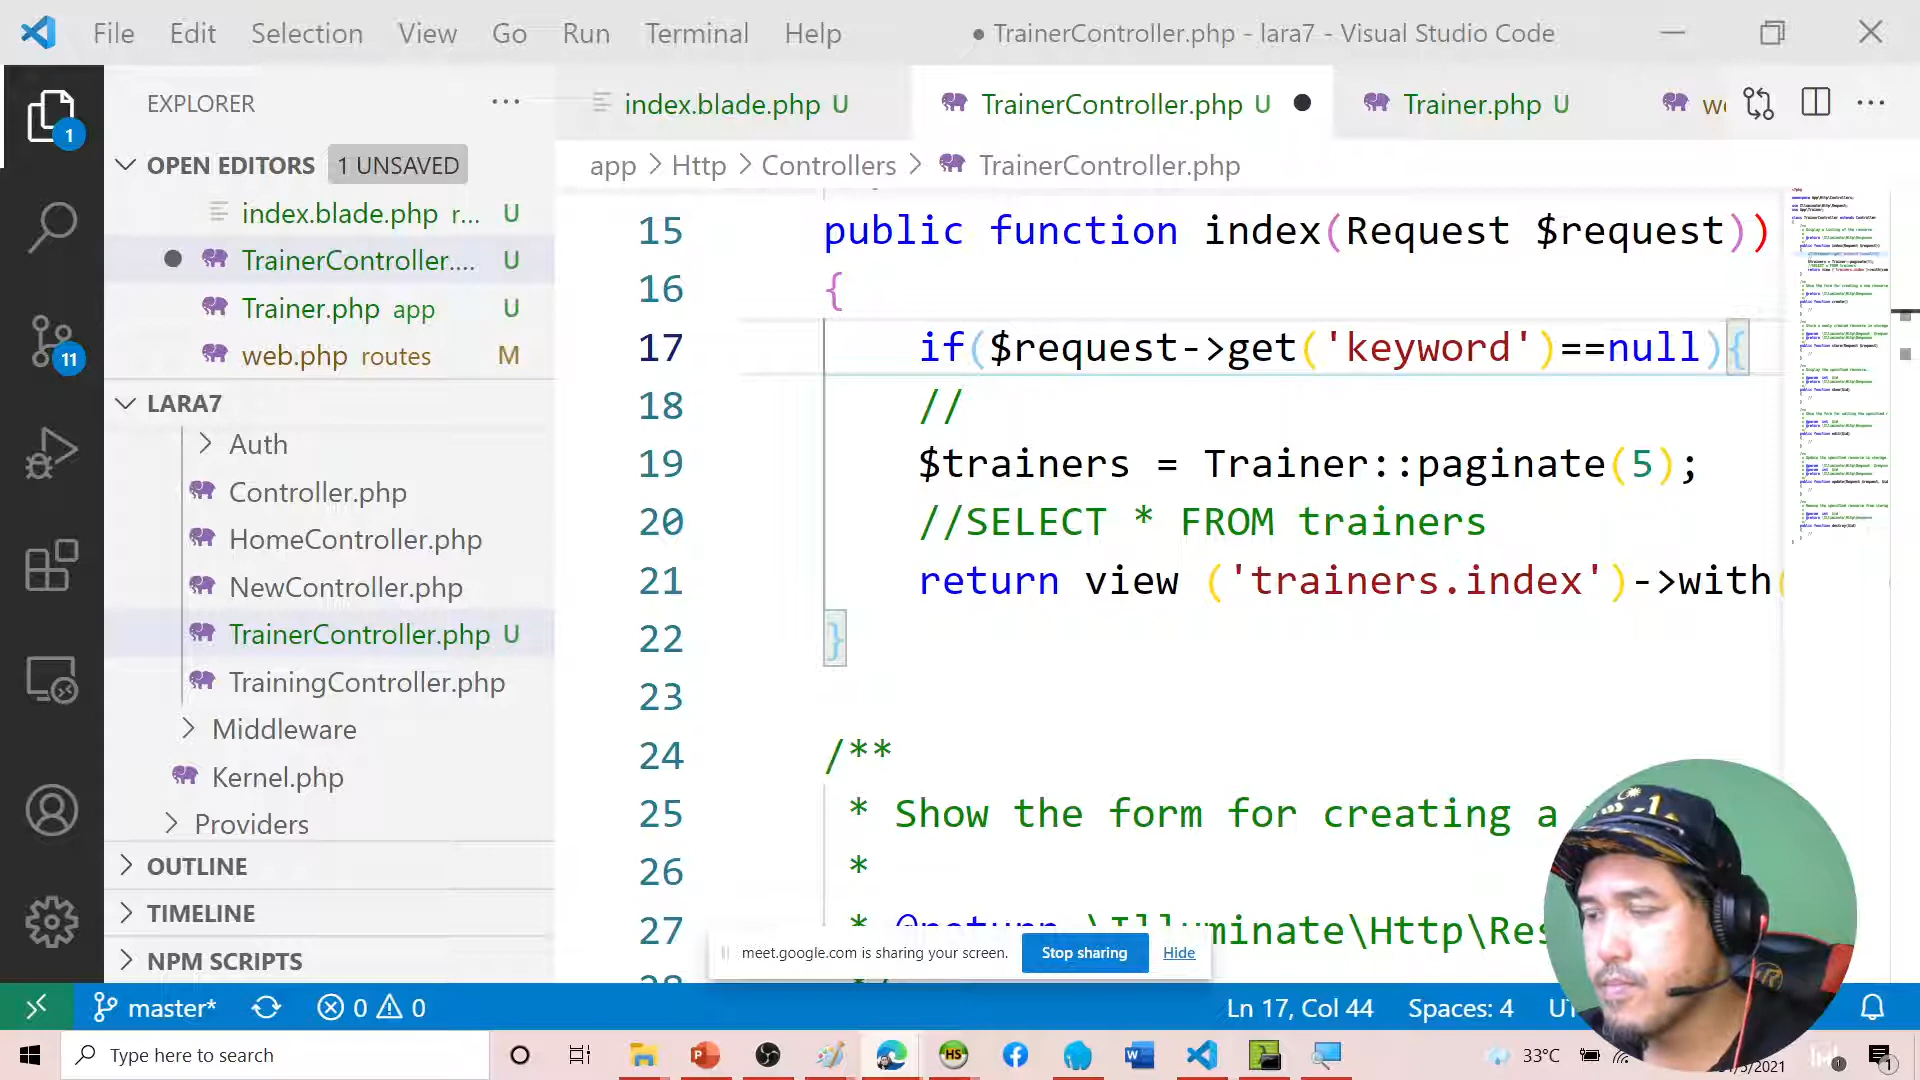 File Edit Selection View Go Run Terminal Help ● TrainerController.php - lara7 - Visual Studio Code
EXPLORER
index.blade.php U
TrainerController.php U
Trainer.php U
OPEN EDITORS 1 UNSAVED
app > Http > Controllers > TrainerController.php
index.blade.php r... U
TrainerController.... U
Trainer.php app U
web.php routes M
LARA7
Auth
Controller.php
HomeController.php
NewController.php
TrainerController.php U
TrainingController.php
Middleware
Kernel.php
Providers
OUTLINE
TIMELINE
NPM SCRIPTS
1
11
15 public function index(Request $request))
16 {
17 if($request->get('keyword')==null){
18 //
19 $trainers = Trainer::paginate(5);
20 //SELECT * FROM trainers
21 return view ('trainers.index')->with(
22 }
23
24 /**
25 * Show the form for creating a
26 *
27 * @return \Illuminate\Http\Res
meet.google.com is sharing your screen. Stop sharing Hide
master* 0 0 Ln 17, Col 44 Spaces: 4
Type here to search
33°C